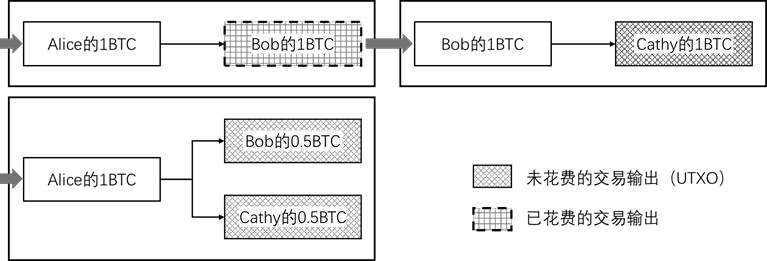 Alice的1BTC
Bob的1BTC
Bob的1BTC
Cathy的1BTC
Alice的1BTC
Bob的0.5BTC
Cathy的0.5BTC
未花费的交易输出（UTXO）
已花费的交易输出